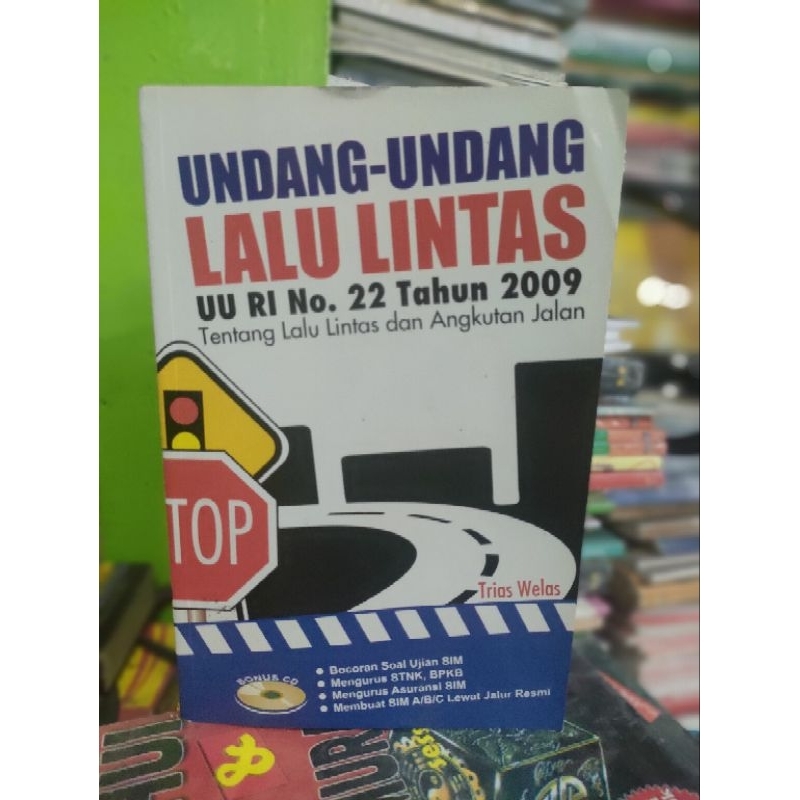 UNDANG-UNDANG
LALU LINTAS
UU RI No. 22 Tahun 2009
Tentang Lalu Lintas dan Angkutan Jalan
TOP
Trias Welas
BONUS CD
• Bocoran Soal Ujian SIM
• Mengurus STNK, BPKB
• Mengurus Asuransi SIM
• Membuat SIM A/B/C Lewat Jalur Resmi